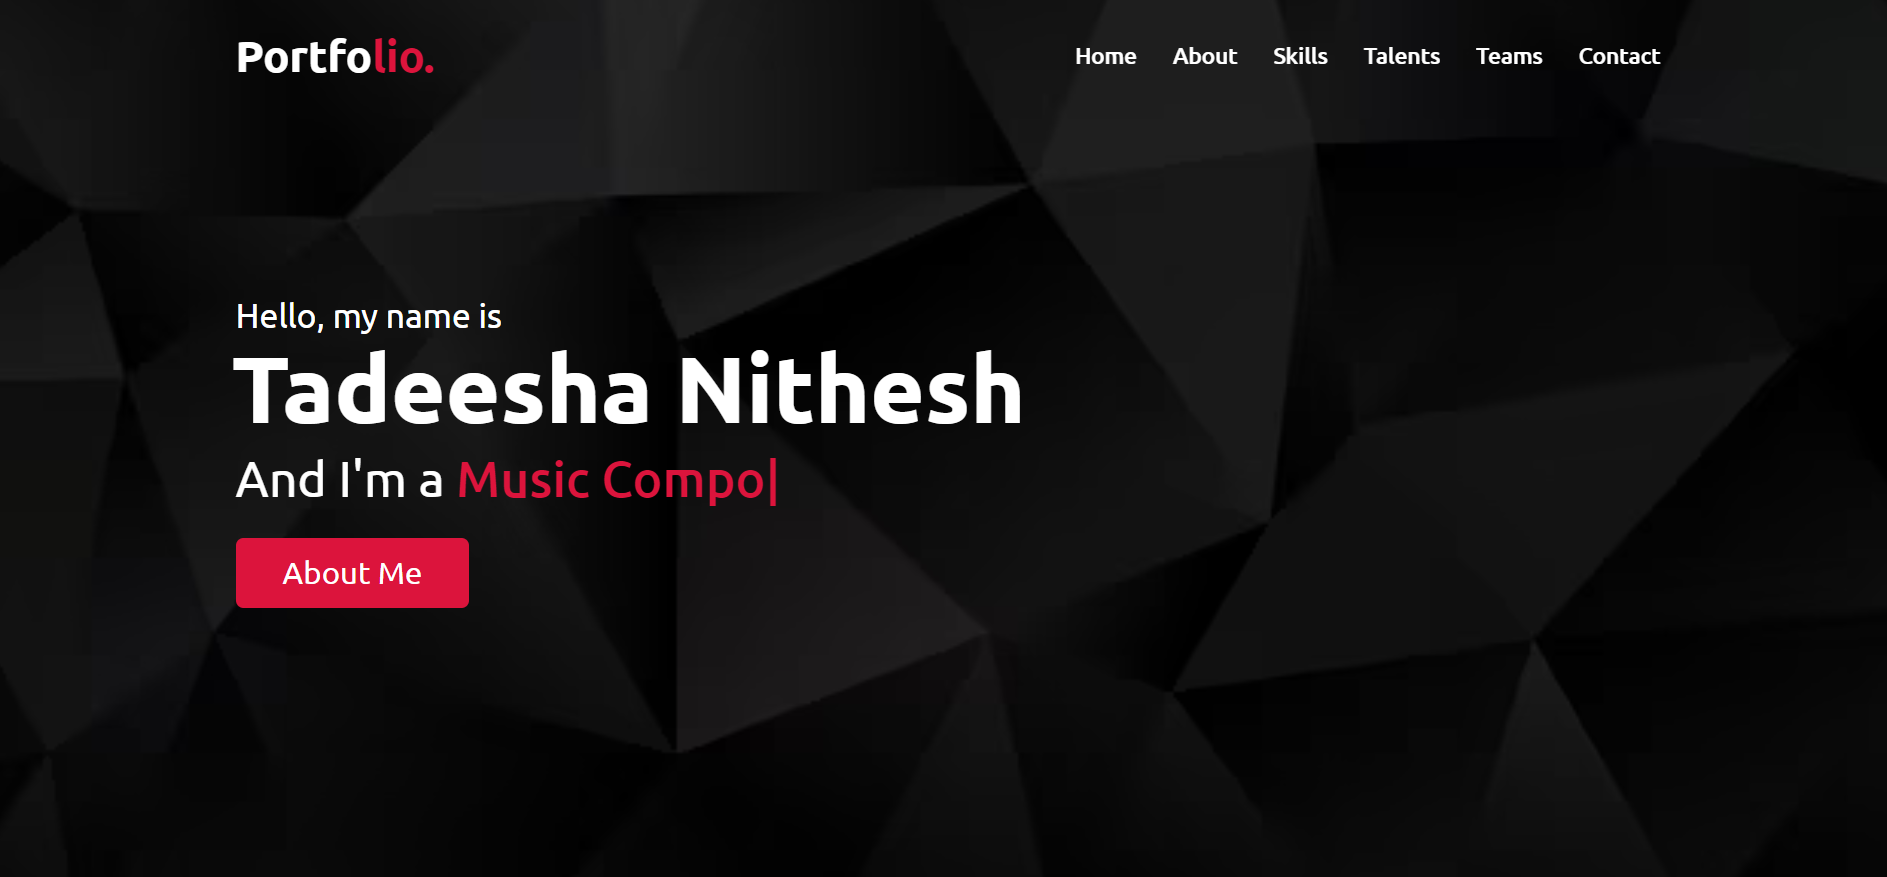 Portfolio.
Home About Skills Talents Teams Contact
Hello, my name is
Tadeesha Nithesh
And I'm a Music Compo|
About Me